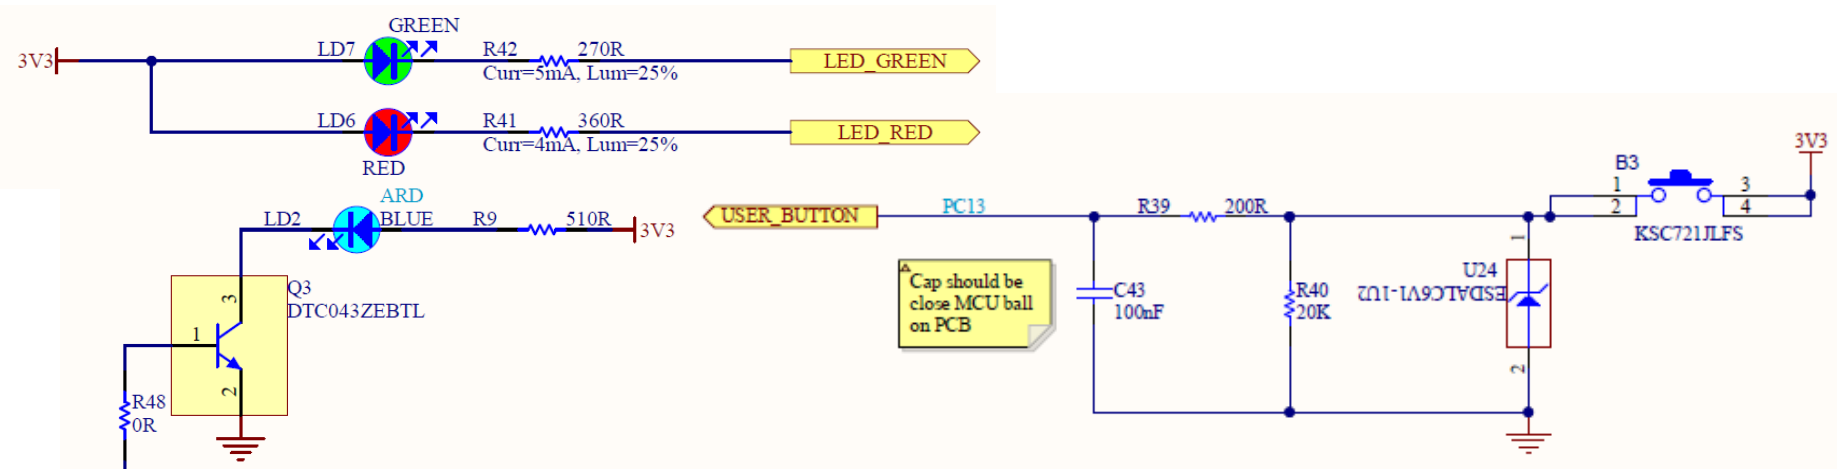 GREEN
3V3
LD7
R42
270R
Curr=5mA, Lum=25%
LED_GREEN
LD6
R41
360R
Curr=4mA, Lum=25%
LED_RED
RED
ARD
LD2
BLUE
R9
510R
3V3
Q3
DTC043ZEBTL
3
1
2
R48
0R
USER_BUTTON
PC13
R39
200R
Cap should be
close MCU ball
on PCB
C43
100nF
R40
20K
U24
ESDALC6V1-1U2
1
2
B3
1
2
3
4
KSC721JLFS
3V3